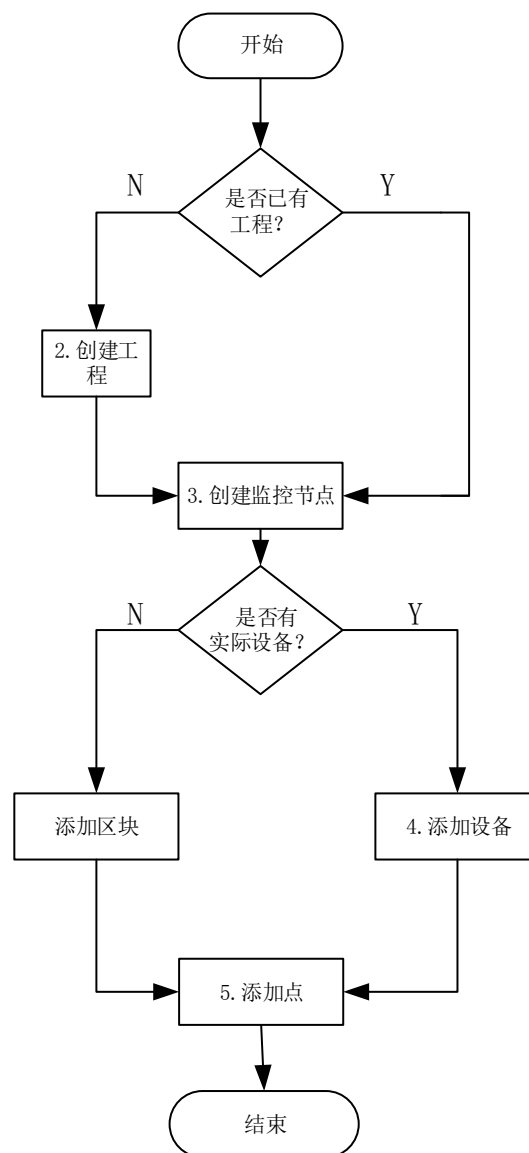 开始
N
是否已有
工程?
Y
2.创建工
程
3.创建监控节点
N
是否有
实际设备?
Y
添加区块
4.添加设备
5.添加点
结束